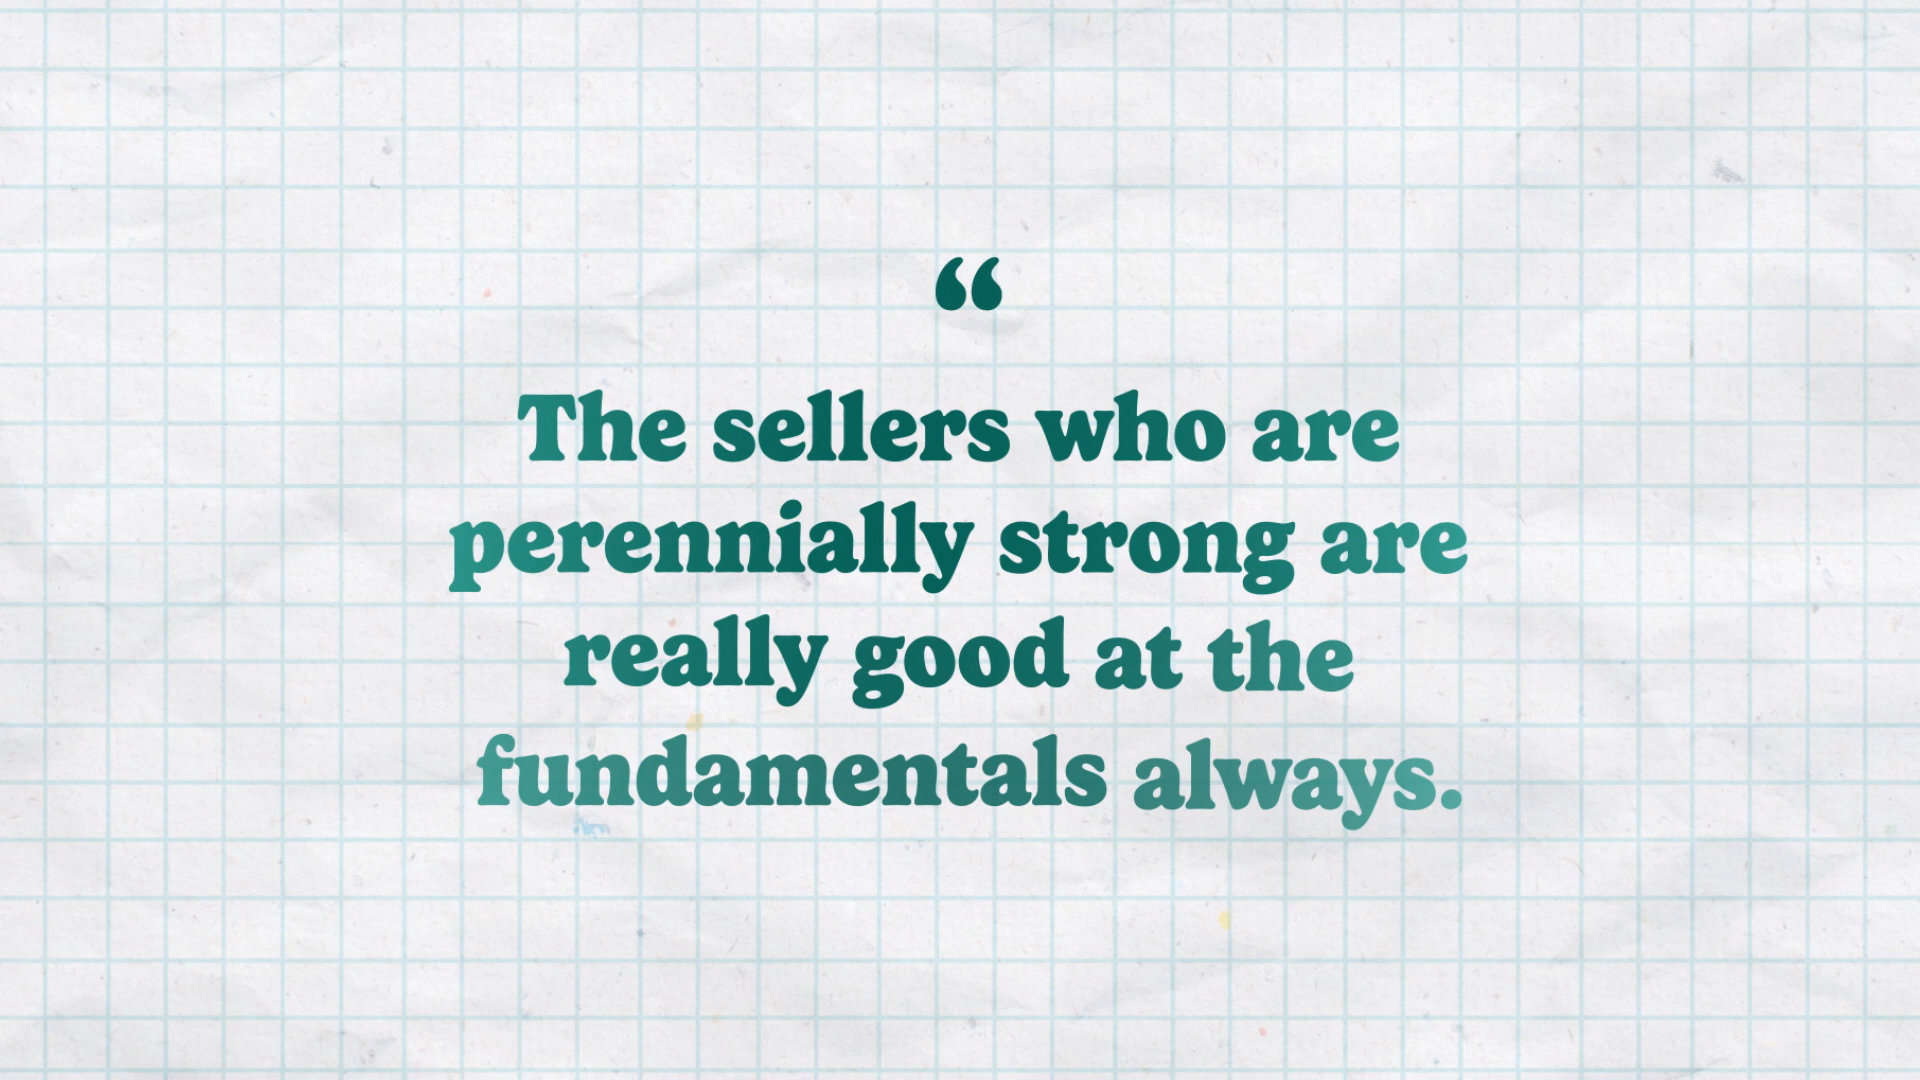 “
The sellers who are
perennially strong are
really good at the
fundamentals always.